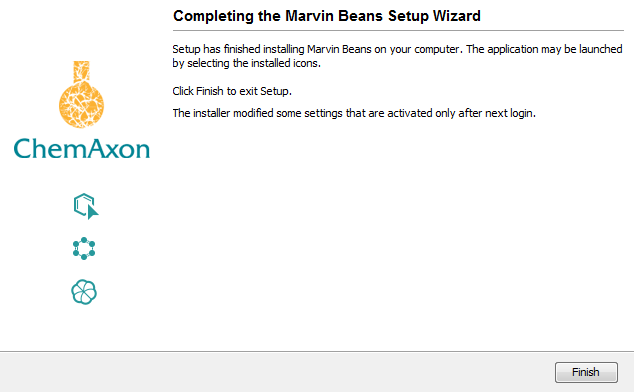 Completing the Marvin Beans Setup Wizard
Setup has finished installing Marvin Beans on your computer. The application may be launched
by selecting the installed icons.
Click Finish to exit Setup.
The installer modified some settings that are activated only after next login.
ChemAxon
Finish